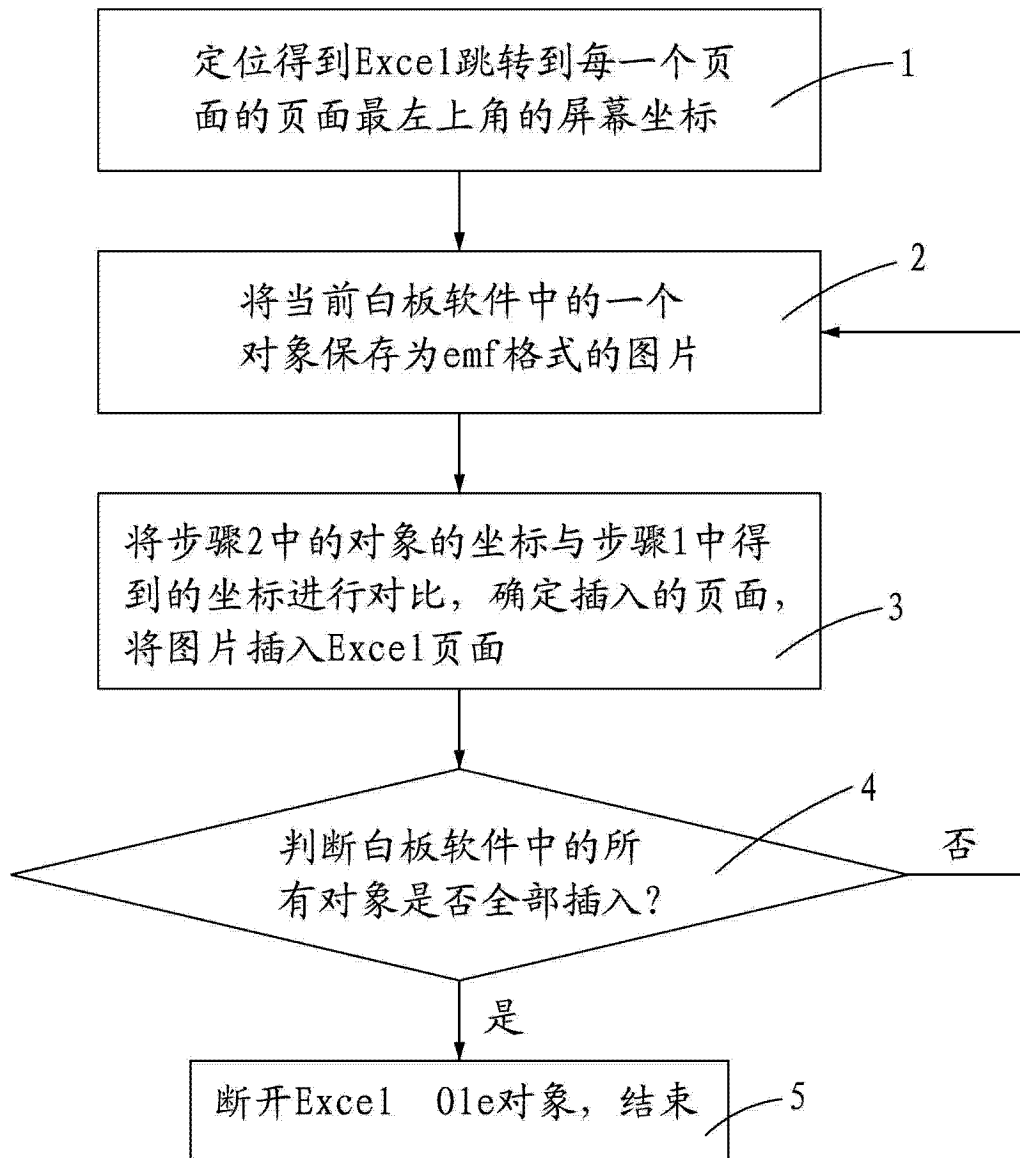 定位得到Excel跳转到每一个页
面的页面最左上角的屏幕坐标
1
将当前白板软件中的一个
对象保存为emf格式的图片
2
将步骤2中的对象的坐标与步骤1中得
到的坐标进行对比，确定插入的页面，
将图片插入Excel页面
3
判断白板软件中的所
有对象是否全部插入？
4
否
是
断开Excel Ole对象，结束
5